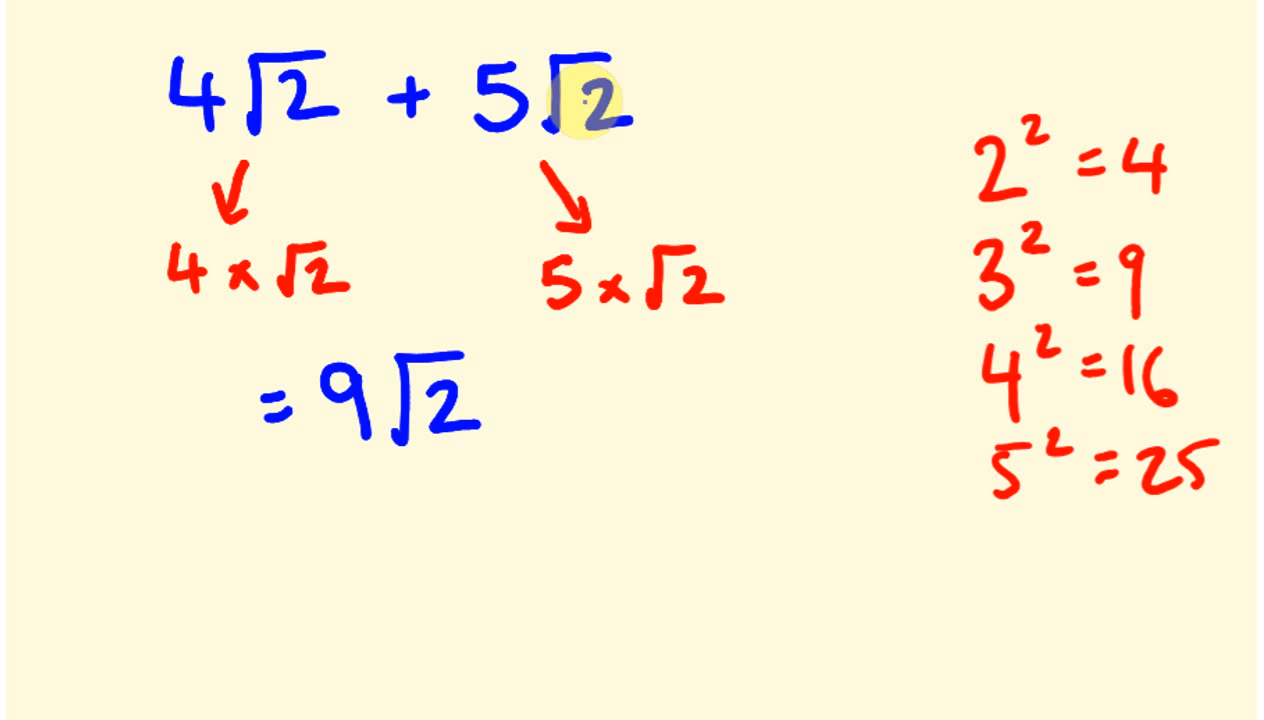 4√2 + 5√2
4 × √2 5 × √2
= 9√2
2² = 4
3² = 9
4² = 16
5² = 25